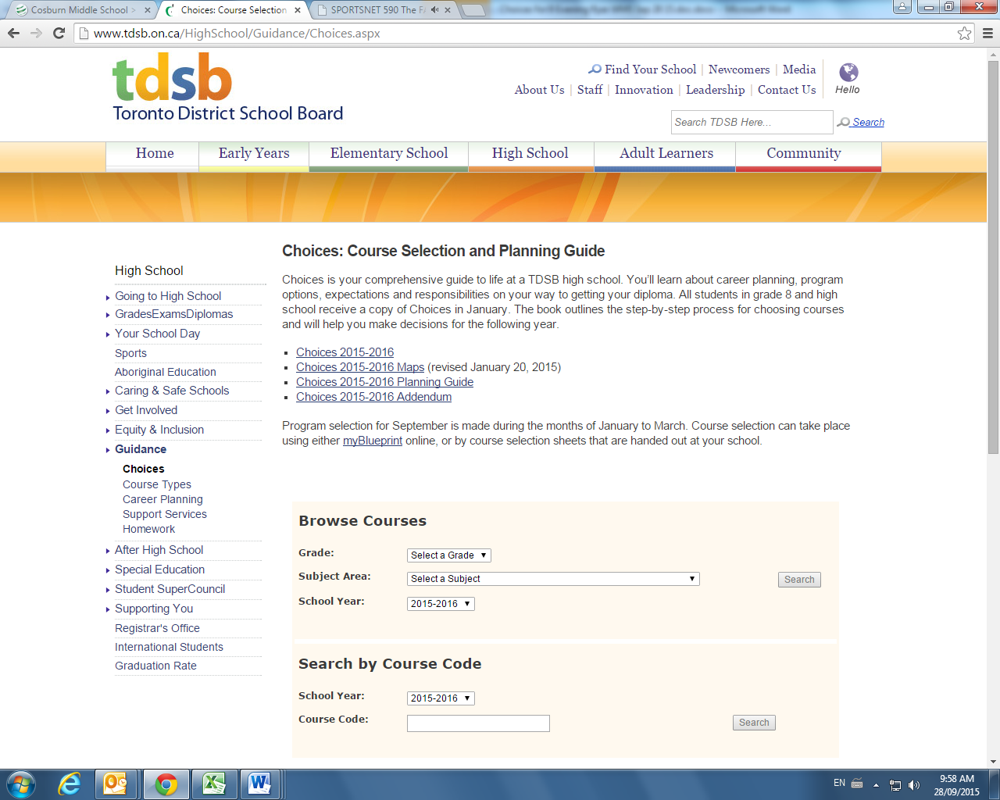 Cosburn Middle School >
Choices: Course Selection
SPORTSNET 590 The FA
www.tdsb.on.ca/HighSchool/Guidance/Choices.aspx
tdsb
Toronto District School Board
Find Your School | Newcomers | Media
About Us | Staff | Innovation | Leadership | Contact Us
Hello
Search TDSB Here...
Search
Home
Early Years
Elementary School
High School
Adult Learners
Community
High School
Going to High School
GradesExamsDiplomas
Your School Day
Sports
Aboriginal Education
Caring & Safe Schools
Get Involved
Equity & Inclusion
Guidance
Choices
Course Types
Career Planning
Support Services
Homework
After High School
Special Education
Student SuperCouncil
Supporting You
Registrar's Office
International Students
Graduation Rate
Choices: Course Selection and Planning Guide
Choices is your comprehensive guide to life at a TDSB high school. You'll learn about career planning, program
options, expectations and responsibilities on your way to getting your diploma. All students in grade 8 and high
school receive a copy of Choices in January. The book outlines the step-by-step process for choosing courses
and will help you make decisions for the following year.
Choices 2015-2016
Choices 2015-2016 Maps (revised January 20, 2015)
Choices 2015-2016 Planning Guide
Choices 2015-2016 Addendum
Program selection for September is made during the months of January to March. Course selection can take place
using either myBlueprint online, or by course selection sheets that are handed out at your school.
Browse Courses
Grade: Select a Grade
Subject Area: Select a Subject
Search
School Year: 2015-2016
Search by Course Code
School Year: 2015-2016
Course Code:
Search
EN
9:58 AM
28/09/2015